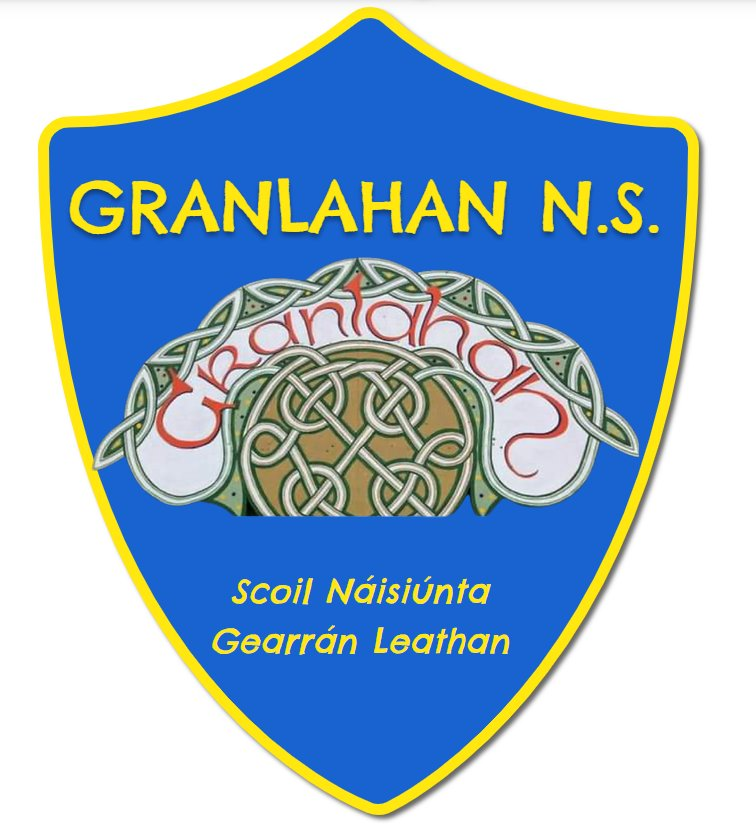 GRANLAHAN N.S.
Granlahan
Scoil Náisiúnta
Gearrán Leathan